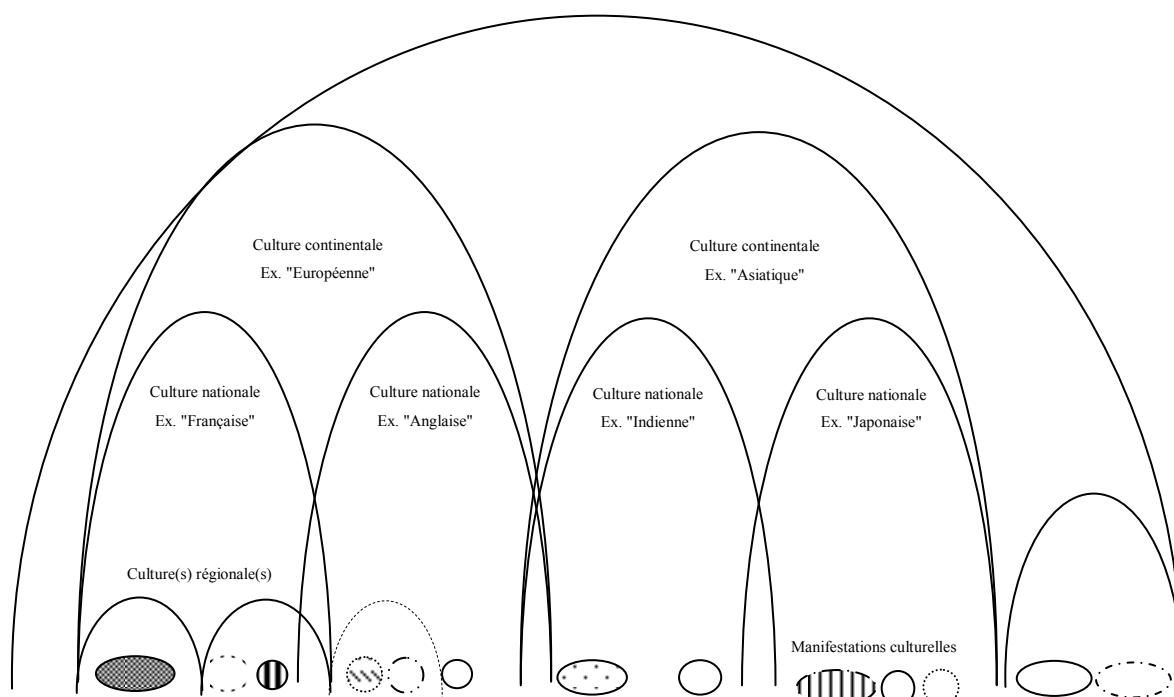 Culture continentale
Ex. "Européenne"
Culture continentale
Ex. "Asiatique"
Culture nationale
Ex. "Française"
Culture nationale
Ex. "Anglaise"
Culture nationale
Ex. "Indienne"
Culture nationale
Ex. "Japonaise"
Culture(s) régionale(s)
Manifestations culturelles